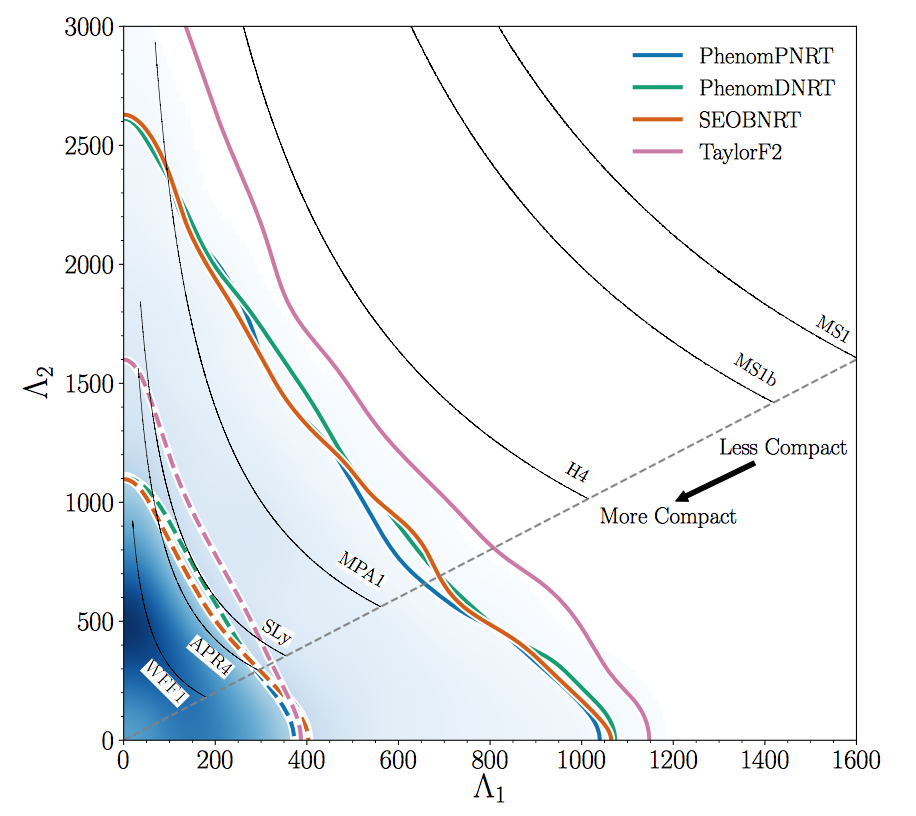 3000
2500
2000
1500
1000
500
0
Λ₂
PhenomPNRT
PhenomDNRT
SEOBNRT
TaylorF2
MS1
MS1b
Less Compact
H4
More Compact
MPA1
SLy
APR4
WFF1
0 200 400 600 800 1000 1200 1400 1600
Λ₁